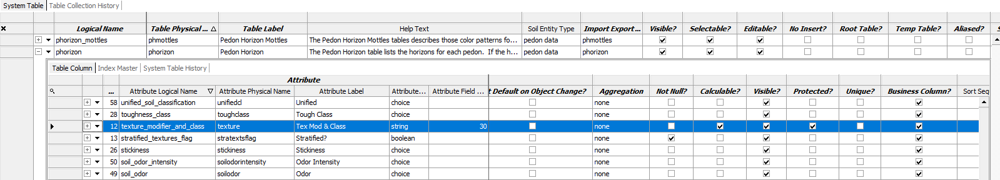 System Table Table Collection History
Logical Name Table Physical ... Table Label Help Text Soil Entity Type Import Export ... Visible? Selectable? Editable? No Insert? Root Table? Temp Table? Aliased? S
phorizon_mottles phmottles Pedon Horizon Mottles The Pedon Horizon Mottles tables describes those color patterns fo... pedon data phmottles
phorizon phorizon Pedon Horizon The Pedon Horizon table lists the horizons for each pedon. If the h... pedon data phorizon
Table Column Index Master System Table History
Attribute
... Attribute Logical Name Attribute Physical Name Attribute Label Attribute... Attribute Field ... t Default on Object Change? Aggregation Not Null? Calculable? Visible? Protected? Unique? Business Column? Sort Seq
58 unified_soil_classification unifiedcl Unified choice none
28 toughness_class toughclass Tough Class choice none
12 texture_modifier_and_class texture Tex Mod & Class string 30 none
13 stratified_textures_flag stratextsflag Stratified? boolean none
26 stickiness stickiness Stickiness choice none
50 soil_odor_intensity soilodorintensity Odor Intensity choice none
49 soil_odor soilodor Odor choice none